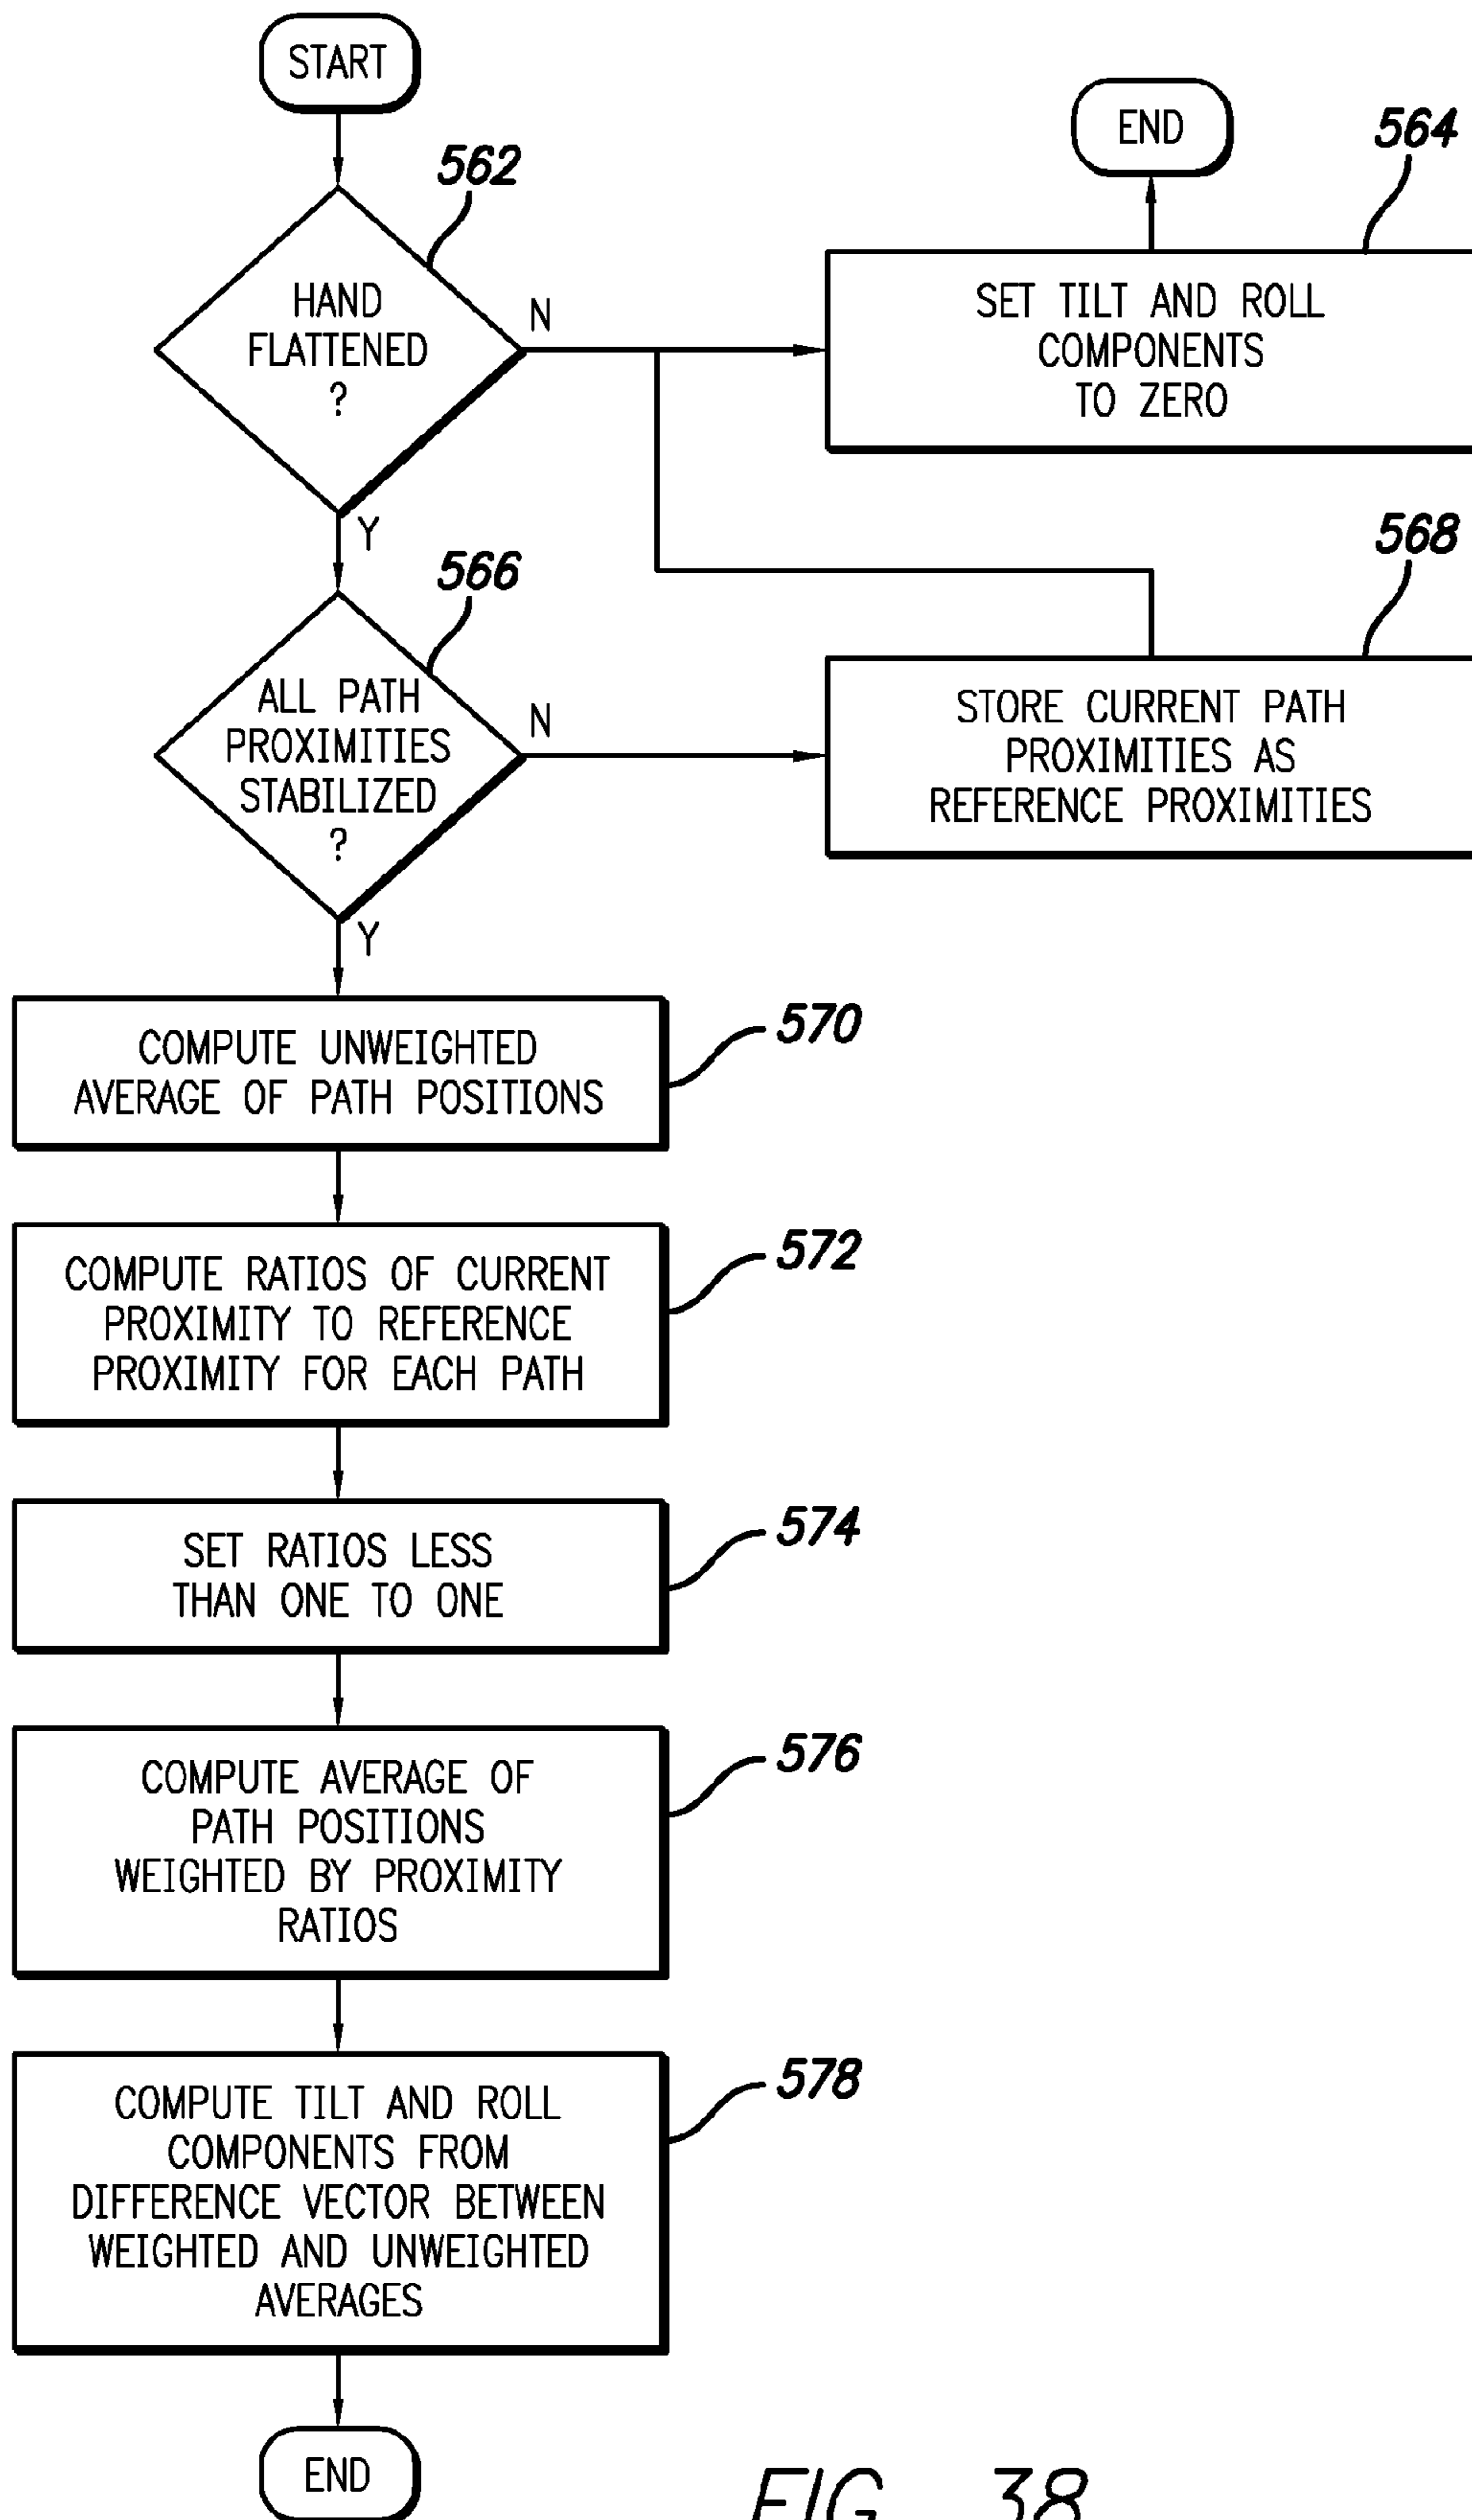 START
562
HAND
FLATTENED
?
N
Y
END
564
SET TILT AND ROLL
COMPONENTS
TO ZERO
566
ALL PATH
PROXIMITIES
STABILIZED
?
N
Y
568
STORE CURRENT PATH
PROXIMITIES AS
REFERENCE PROXIMITIES
570
COMPUTE UNWEIGHTED
AVERAGE OF PATH POSITIONS
572
COMPUTE RATIOS OF CURRENT
PROXIMITY TO REFERENCE
PROXIMITY FOR EACH PATH
574
SET RATIOS LESS
THAN ONE TO ONE
576
COMPUTE AVERAGE OF
PATH POSITIONS
WEIGHTED BY PROXIMITY
RATIOS
578
COMPUTE TILT AND ROLL
COMPONENTS FROM
DIFFERENCE VECTOR BETWEEN
WEIGHTED AND UNWEIGHTED
AVERAGES
END
FIG 38